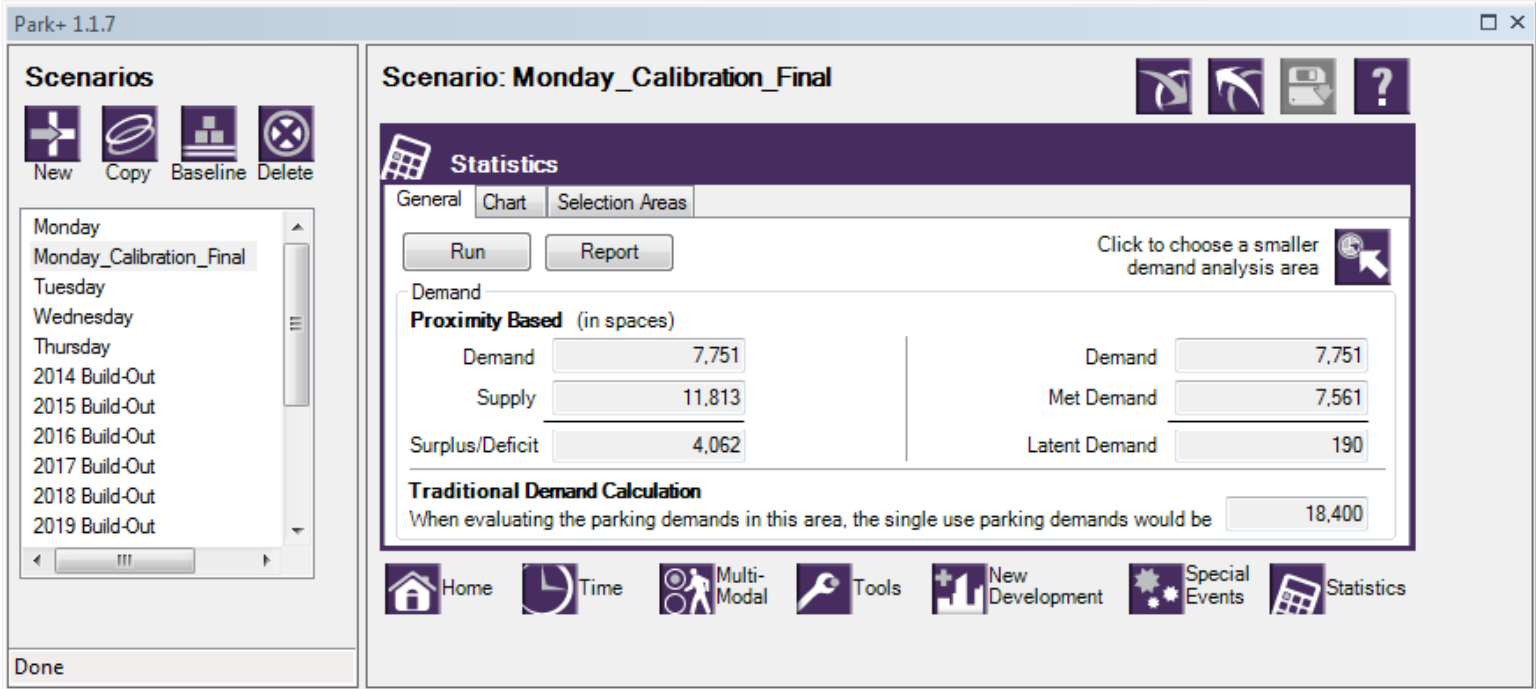 Park+ 1.1.7
Scenarios
New Copy Baseline Delete
Monday
Monday_Calibration_Final
Tuesday
Wednesday
Thursday
2014 Build-Out
2015 Build-Out
2016 Build-Out
2017 Build-Out
2018 Build-Out
2019 Build-Out
Done
Scenario: Monday_Calibration_Final
?
Statistics
General Chart Selection Areas
Run Report
Click to choose a smaller
demand analysis area
Demand
Proximity Based (in spaces)
Demand 7,751
Supply 11,813
Surplus/Deficit 4,062
Demand 7,751
Met Demand 7,561
Latent Demand 190
Traditional Demand Calculation
When evaluating the parking demands in this area, the single use parking demands would be 18,400
Home
Time
Multi-
Modal
Tools
New
Development
Special
Events
Statistics